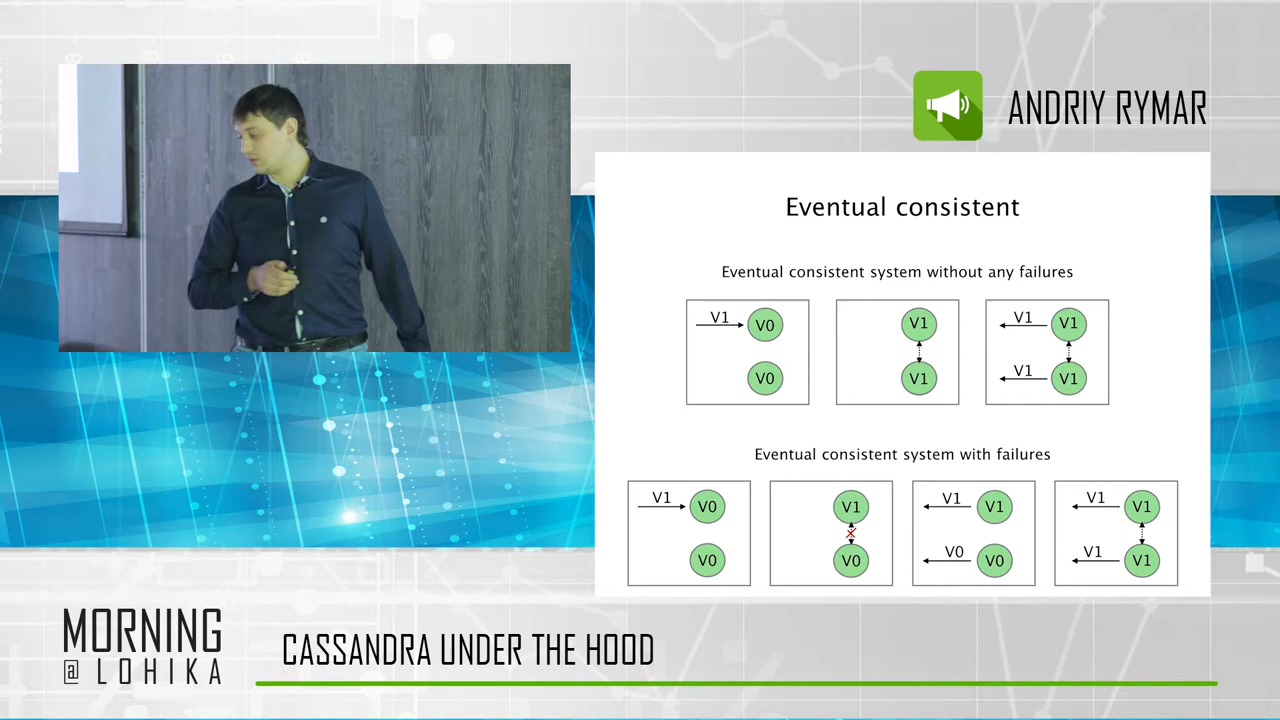 ANDRIY RYMAR
Eventual consistent
Eventual consistent system without any failures
V1 V0
V0
V1
V1
V1 V1
V1 V1
Eventual consistent system with failures
V1 V0
V0
V1
V0
V1 V1
V0 V0
V1 V1
V1 V1
MORNING
@ LOHIKA
CASSANDRA UNDER THE HOOD